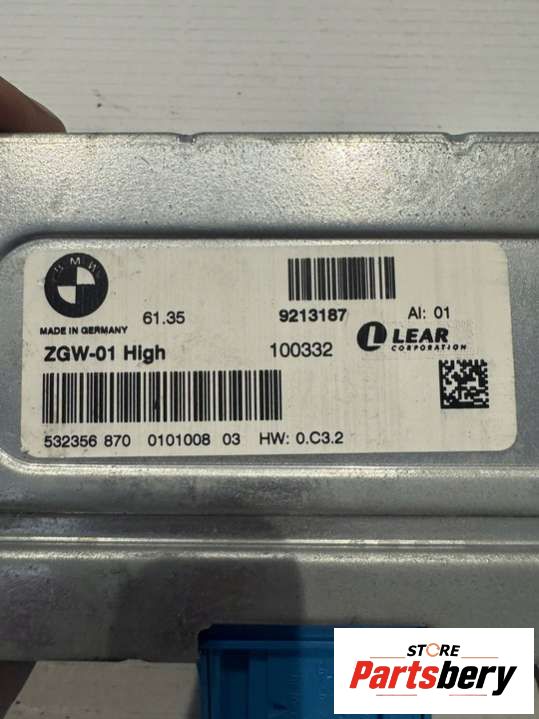 BMW
MADE IN GERMANY
61.35
9213187
AI: 01
ZGW-01 High
100332
L LEAR
CORPORATION
532356 870 0101008 03 HW: 0.C3.2
STORE
Partsbery